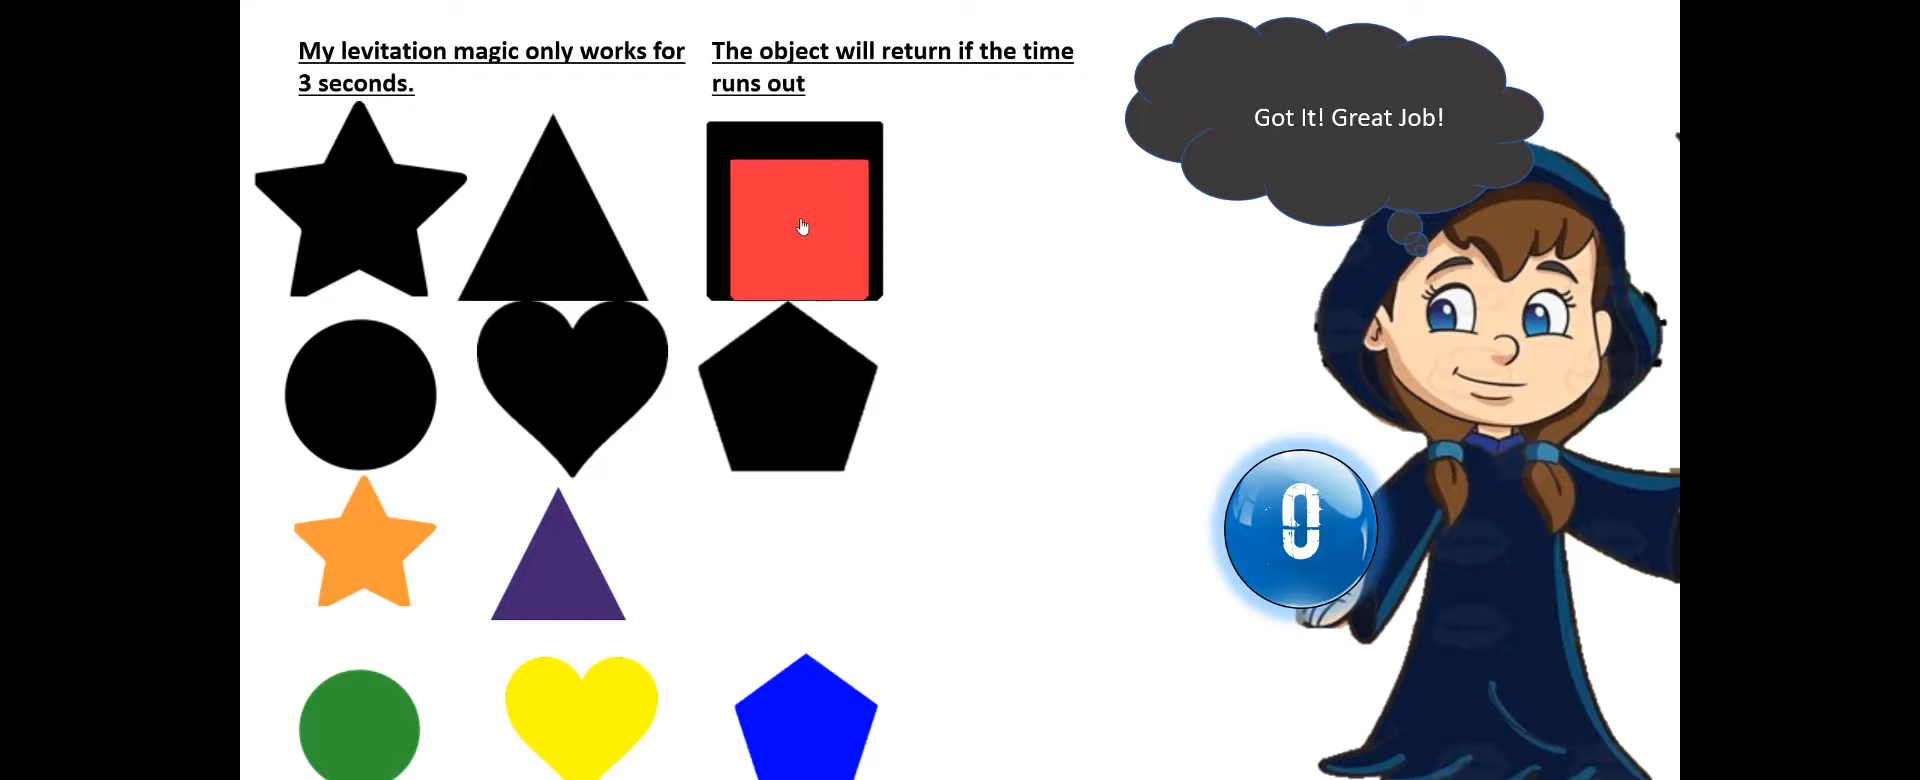 My levitation magic only works for
3 seconds.
The object will return if the time
runs out
Got It! Great Job!
0